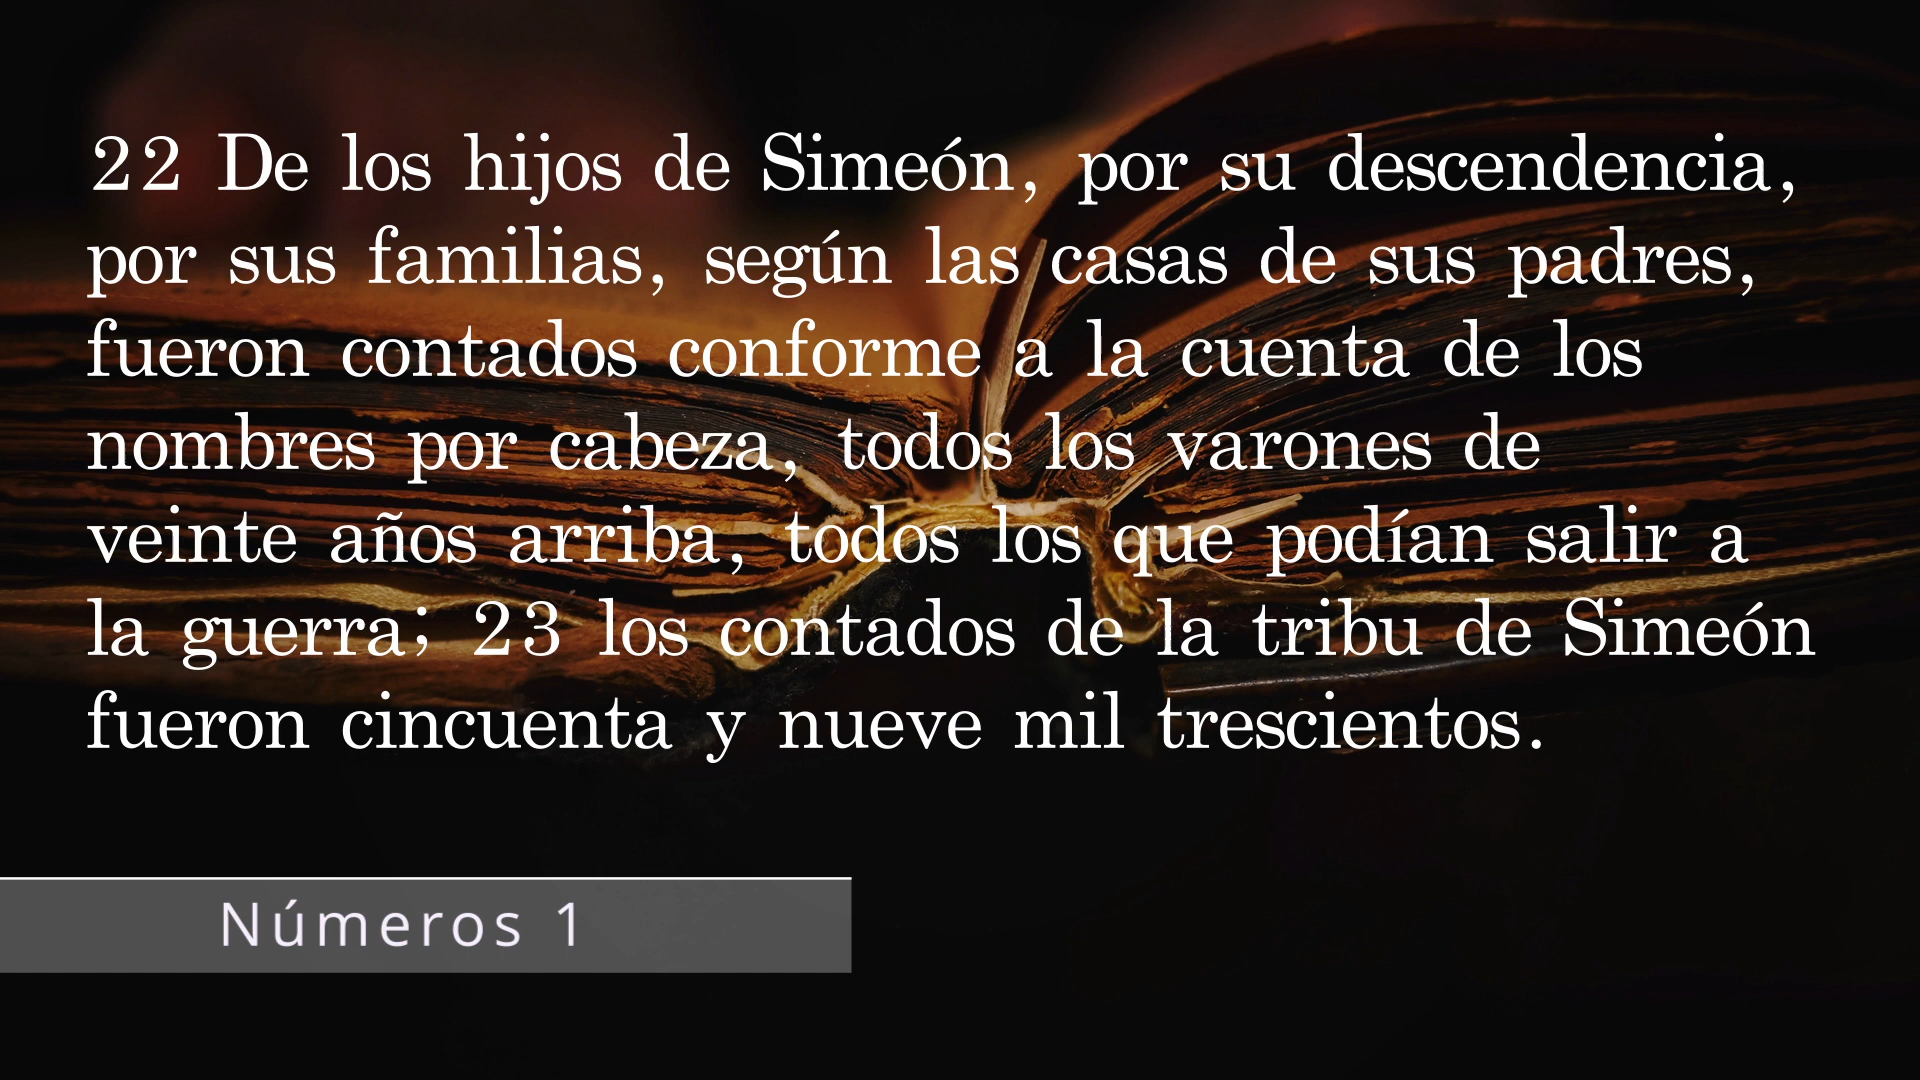 22 De los hijos de Simeón, por su descendencia,
por sus familias, según las casas de sus padres,
fueron contados conforme a la cuenta de los
nombres por cabeza, todos los varones de
veinte años arriba, todos los que podían salir a
la guerra; 23 los contados de la tribu de Simeón
fueron cincuenta y nueve mil trescientos.
Números 1